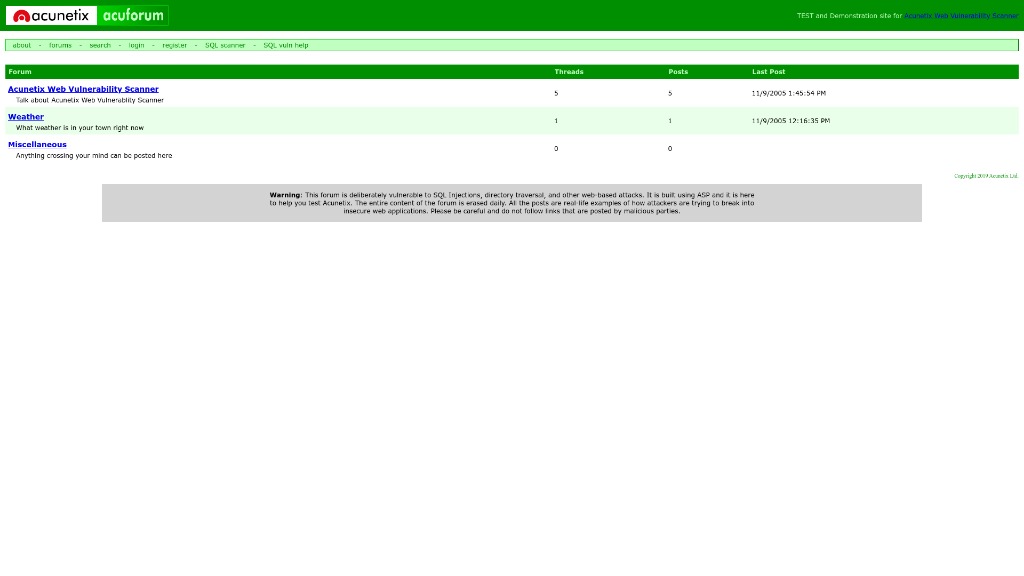 acunetix acuforum
TEST and Demonstration site for Acunetix Web Vulnerability Scanner
about - forums - search - login - register - SQL scanner - SQL vuln help
Forum Threads Posts Last Post
Acunetix Web Vulnerability Scanner
Talk about Acunetix Web Vulnerablity Scanner
5 5 11/9/2005 1:45:54 PM
Weather
What weather is in your town right now
1 1 11/9/2005 12:16:35 PM
Miscellaneous
Anything crossing your mind can be posted here
0 0
Copyright 2019 Acunetix Ltd.
Warning: This forum is deliberately vulnerable to SQL Injections, directory traversal, and other web-based attacks. It is built using ASP and it is here
to help you test Acunetix. The entire content of the forum is erased daily. All the posts are real-life examples of how attackers are trying to break into
insecure web applications. Please be careful and do not follow links that are posted by malicious parties.